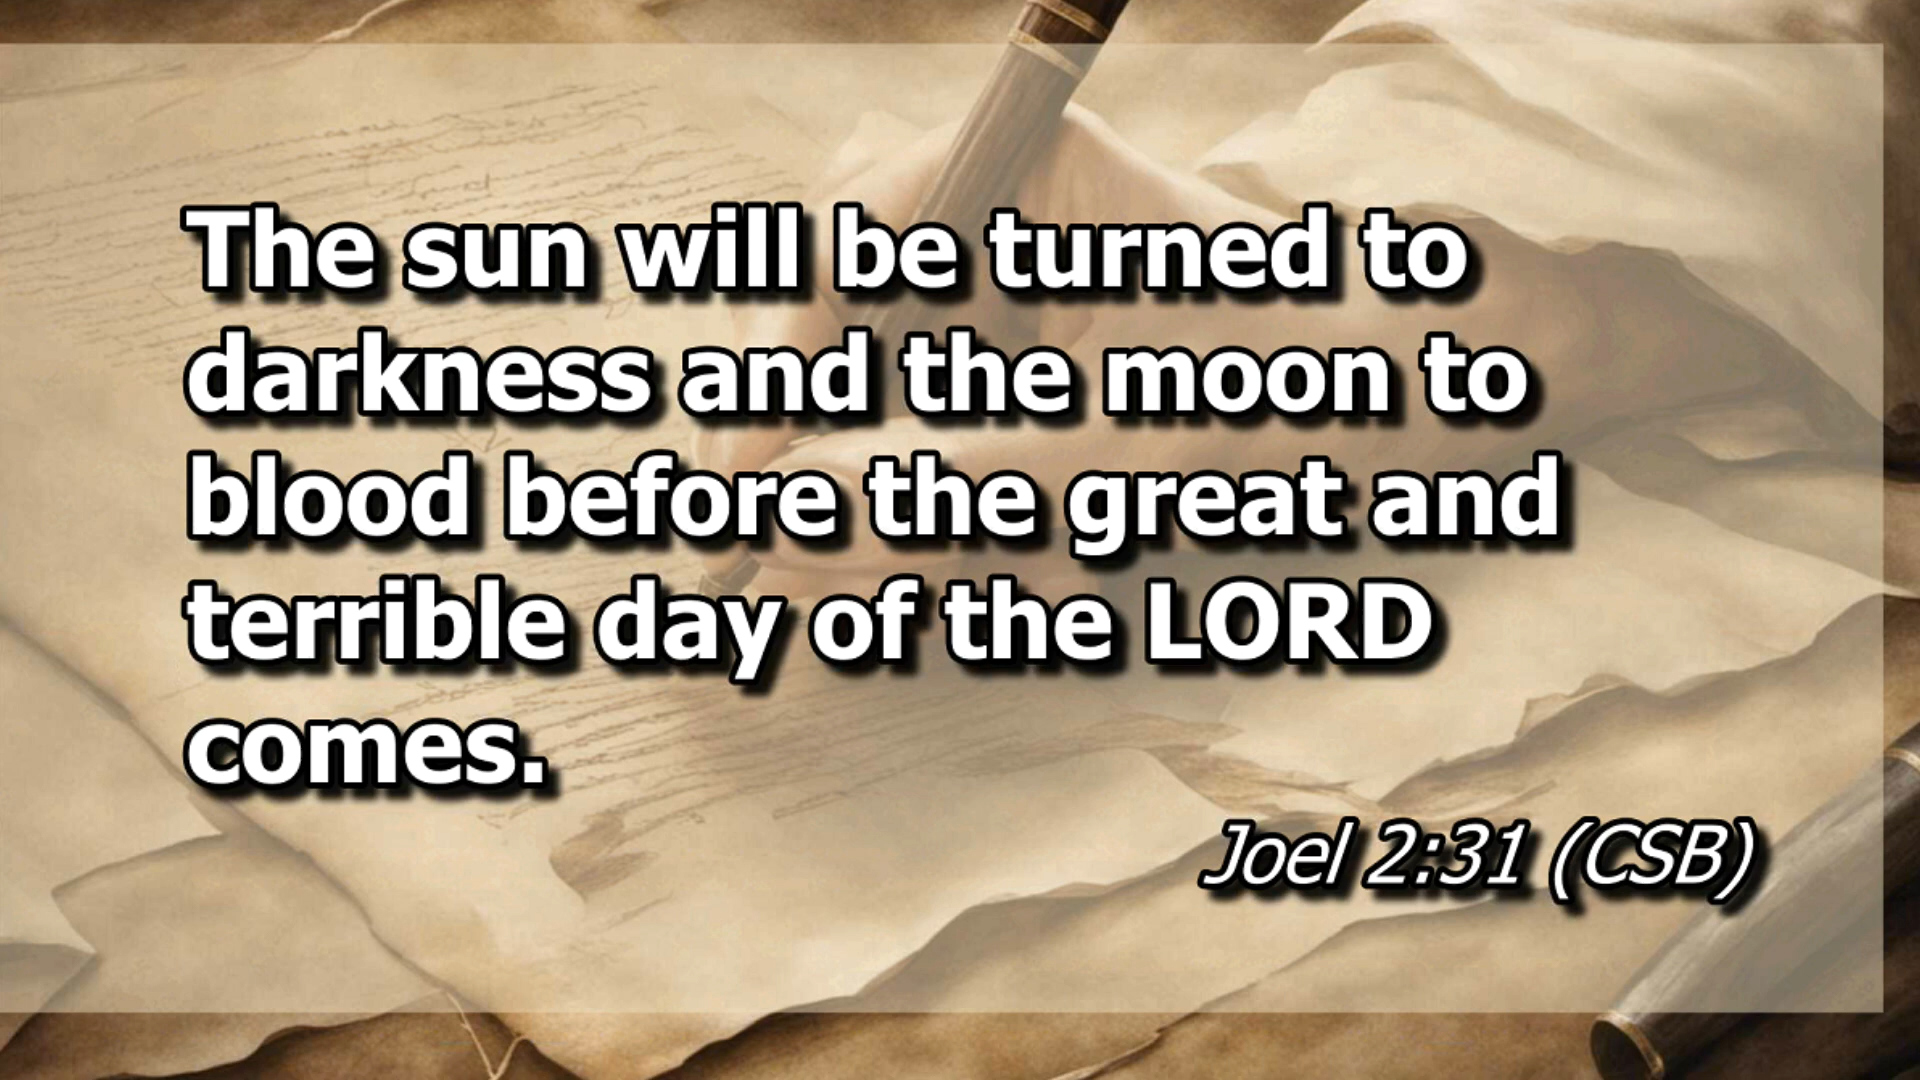 The sun will be turned to
darkness and the moon to
blood before the great and
terrible day of the LORD
comes.
Joel 2:31 (CSB)